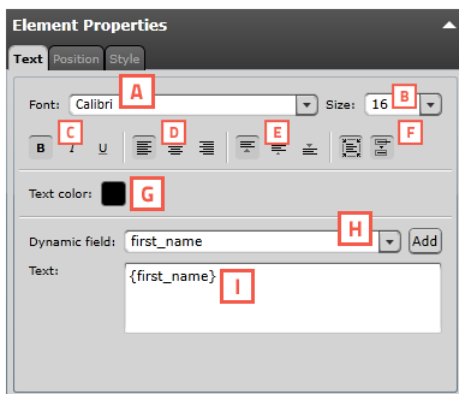 Element Properties
Text Position Style
Font: Calibri A Size: 16 B
B C I U D E F
Text color: G
Dynamic field: first_name H Add
Text: {first_name} I